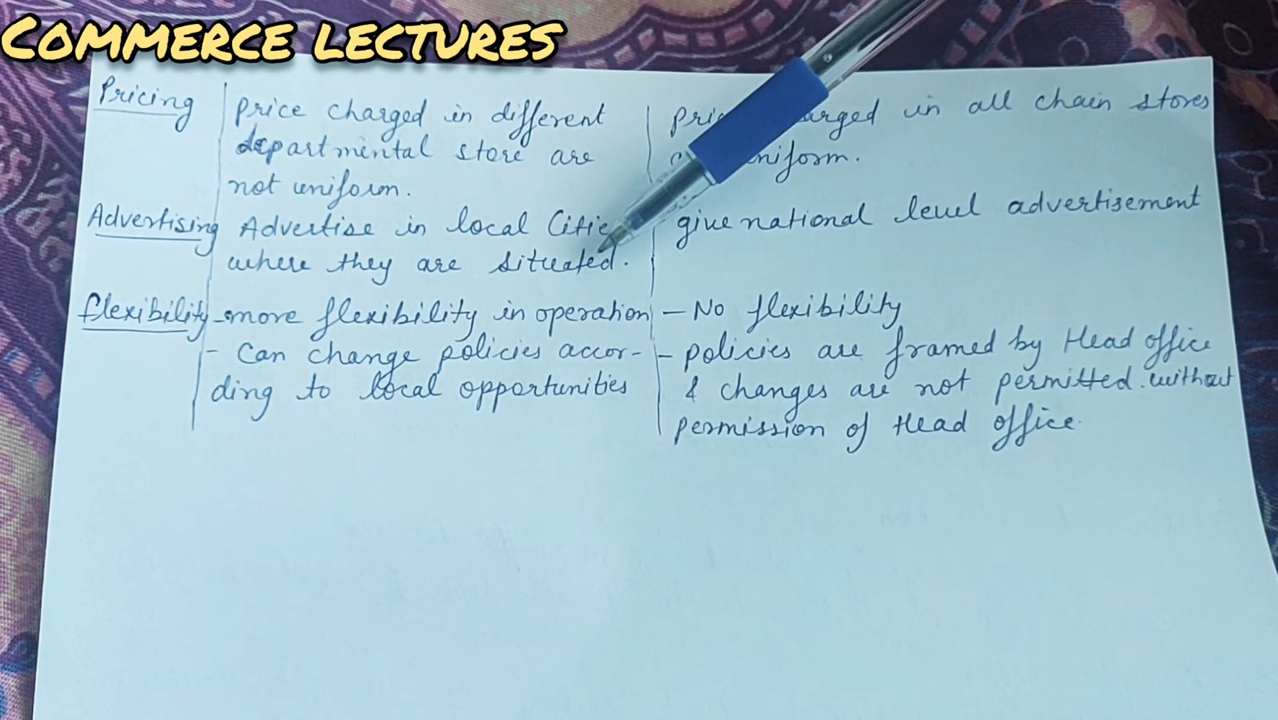 COMMERCE LECTURES
Pricing
Price charged in different
departmental store are
not uniform.
in all chain stores
Advertising
Advertise in local
where they are situated.
give national level advertisement
flexibility
- more flexibility in operation
- Can change policies accor-
ding to local opportunities
- No flexibility
- policies are framed by Head office
& changes are not permitted. without
permission of Head office.